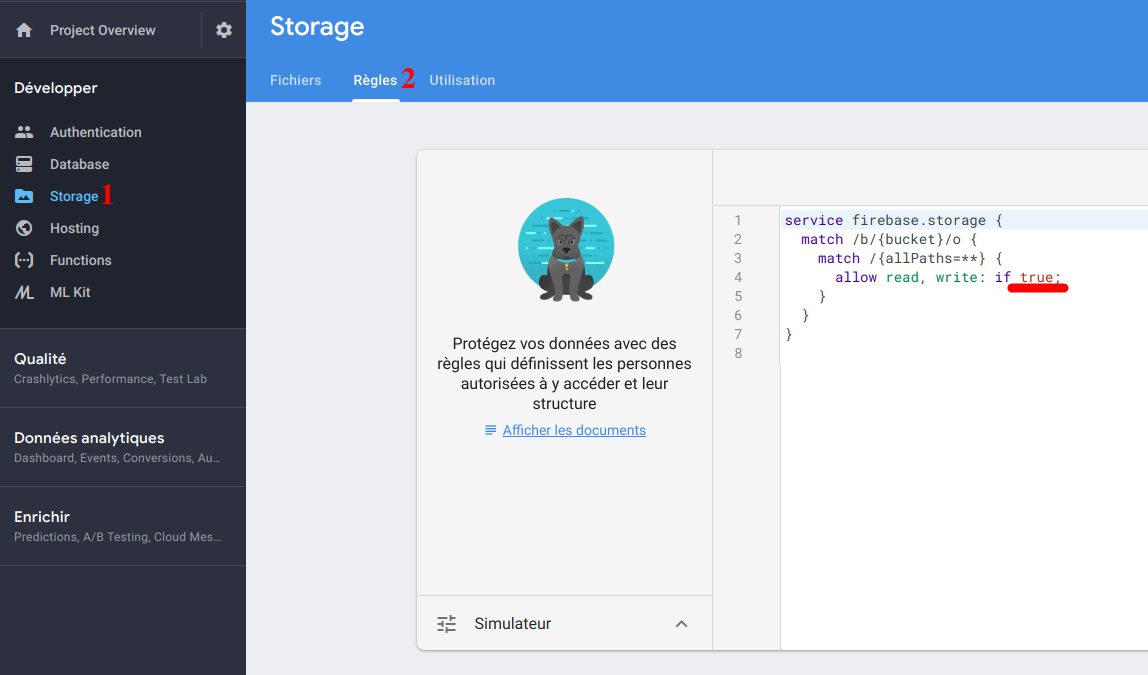 Project Overview
Développer
Authentication
Database
Storage 1
Hosting
Functions
ML Kit
Qualité
Crashlytics, Performance, Test Lab
Données analytiques
Dashboard, Events, Conversions, Au...
Enrichir
Predictions, A/B Testing, Cloud Mes...
Storage
Fichiers Règles 2 Utilisation
Protégez vos données avec des
règles qui définissent les personnes
autorisées à y accéder et leur
structure
Afficher les documents
Simulateur
1 service firebase.storage {
2 match /b/{bucket}/o {
3 match /{allPaths=**} {
4 allow read, write: if true;
5 }
6 }
7 }
8